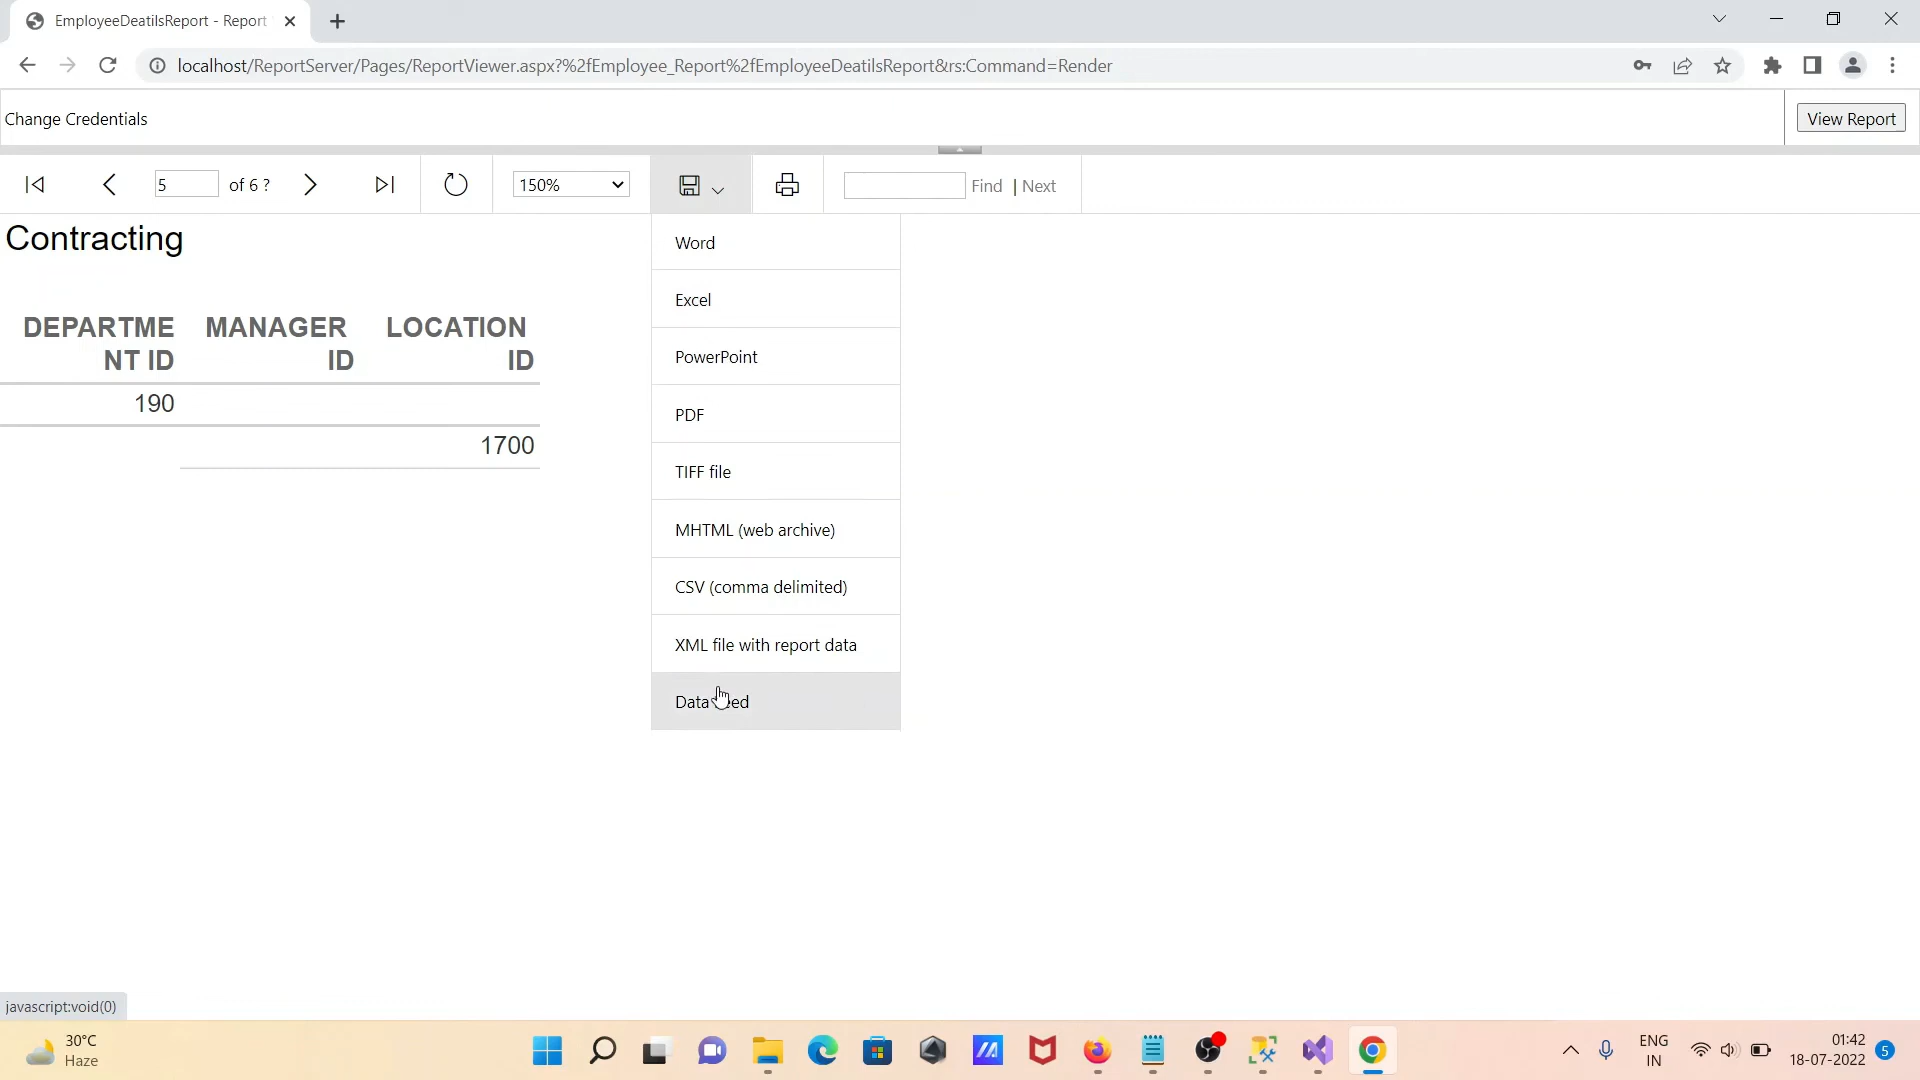 EmployeeDeatilsReport - Report
localhost/ReportServer/Pages/ReportViewer.aspx?%2fEmployee_Report%2fEmployeeDeatilsReport&rs:Command=Render
Change Credentials
View Report
5 of 6 ?
150%
Find | Next
Contracting
Word
Excel
PowerPoint
PDF
TIFF file
MHTML (web archive)
CSV (comma delimited)
XML file with report data
Data
DEPARTME
NT ID
MANAGER
ID
LOCATION
ID
190
1700
javascript:void(0)
30°C
Haze
ENG
IN
01:42
18-07-2022
5